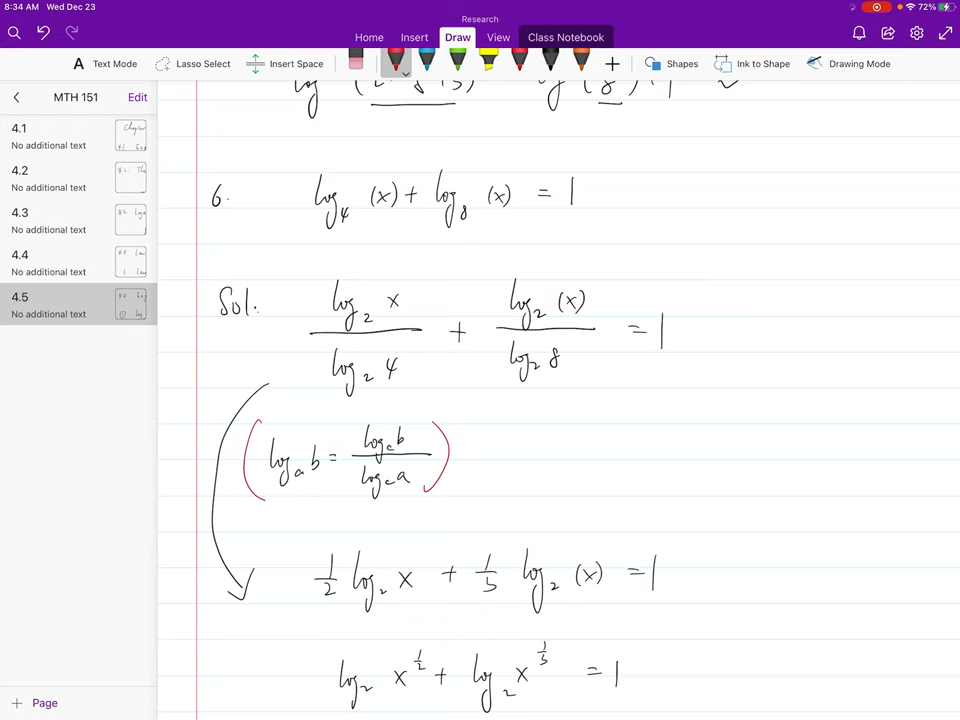 8:34 AM Wed Dec 23
72%
Research
Home Insert Draw View Class Notebook
Text Mode Lasso Select Insert Space Shapes Ink to Shape Drawing Mode
MTH 151 Edit
4.1
No additional text
4.2
No additional text
4.3
No additional text
4.4
No additional text
4.5
No additional text
Page
6. log₄ (x) + log₈ (x) = 1
Sol. log₂ x / log₂ 4 + log₂ (x) / log₂ 8 = 1
( logₐ b = log_c b / log_c a )
1/2 log₂ x + 1/3 log₂ (x) = 1
log₂ x^(1/2) + log₂ x^(1/3) = 1